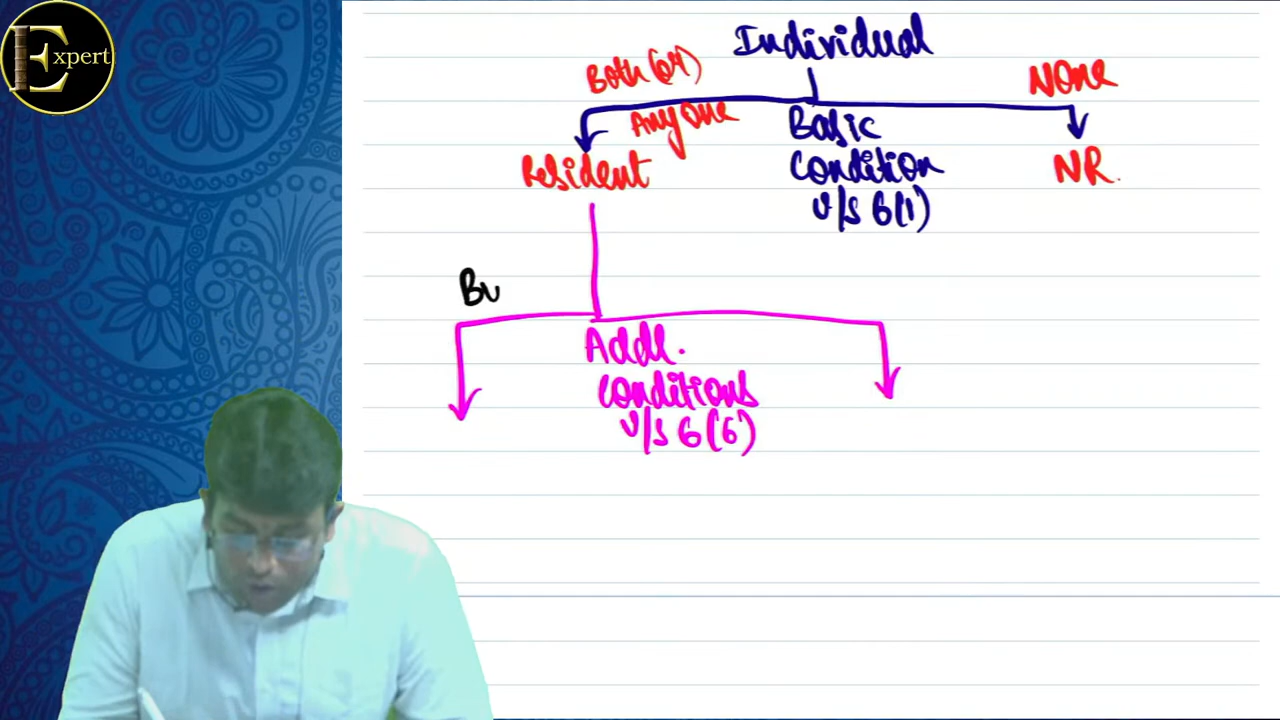 Expert
Individual
Both (or)
Anyone
None
Basic
Condition
u/s 6(1)
Resident
NR.
Bu
Addl.
Conditions
u/s 6(6)